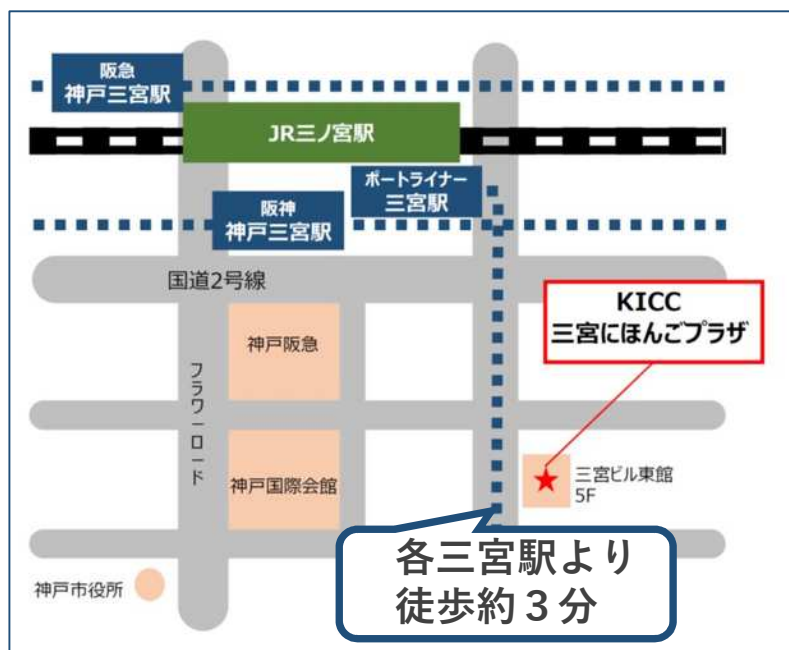 阪急
神戸三宮駅
JR三ノ宮駅
ポートライナー
三宮駅
阪神
神戸三宮駅
国道2号線
KICC
三宮にほんごプラザ
神戸阪急
フラワーロード
神戸国際会館
三宮ビル東館
5F
各三宮駅より
徒歩約３分
神戸市役所